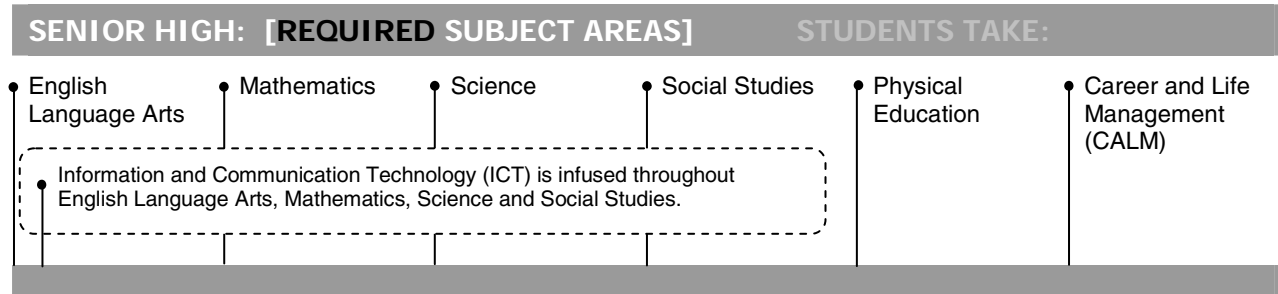 SENIOR HIGH: [REQUIRED SUBJECT AREAS] STUDENTS TAKE:
English
Language Arts
Mathematics
Science
Social Studies
Physical
Education
Career and Life
Management
(CALM)
Information and Communication Technology (ICT) is infused throughout
English Language Arts, Mathematics, Science and Social Studies.